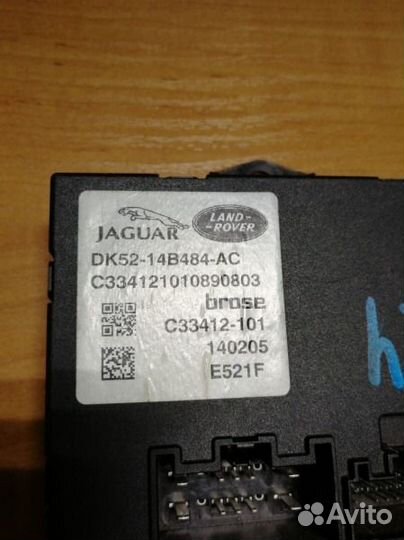 JAGUAR
LAND-
-ROVER
DK52-14B484-AC
C334121010890803
brose
C33412-101
140205
E521F
Avito